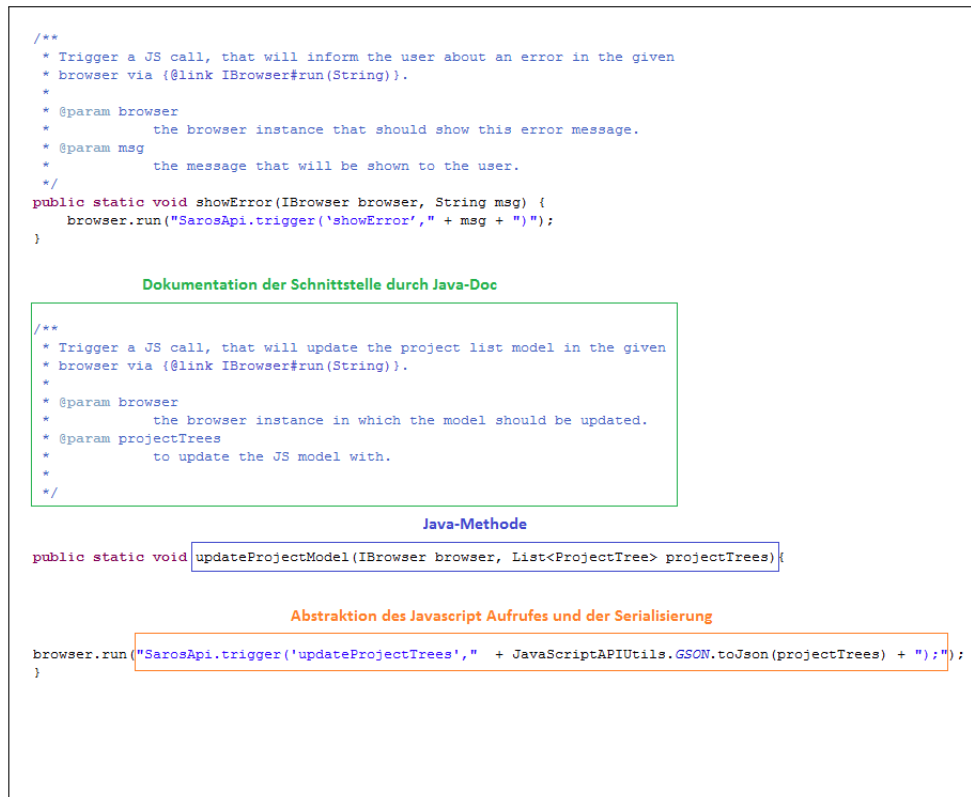 /**
 * Trigger a JS call, that will inform the user about an error in the given
 * browser via {@link IBrowser#run(String)}.
 *
 * @param browser
 *            the browser instance that should show this error message.
 * @param msg
 *            the message that will be shown to the user.
 */
public static void showError(IBrowser browser, String msg) {
    browser.run("SarosApi.trigger(‘showError’," + msg + ")");
}
Dokumentation der Schnittstelle durch Java-Doc
/**
 * Trigger a JS call, that will update the project list model in the given
 * browser via {@link IBrowser#run(String)}.
 *
 * @param browser
 *            the browser instance in which the model should be updated.
 * @param projectTrees
 *            to update the JS model with.
 *
 */
Java-Methode
public static void updateProjectModel(IBrowser browser, List<ProjectTree> projectTrees){
Abstraktion des Javascript Aufrufes und der Serialisierung
browser.run("SarosApi.trigger('updateProjectTrees',"  + JavaScriptAPIUtils.GSON.toJson(projectTrees) + ");");
}